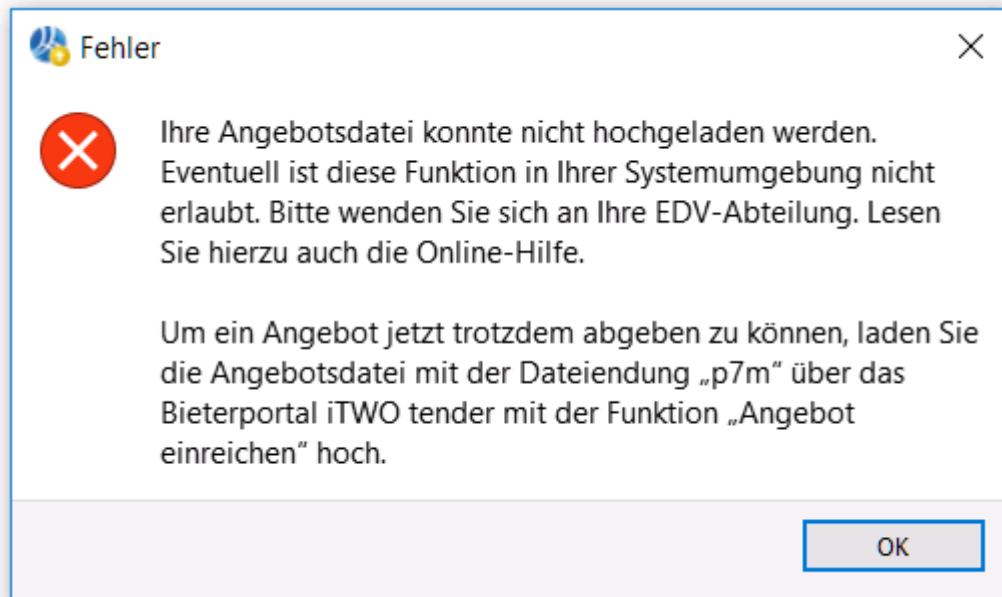 Fehler
Ihre Angebotsdatei konnte nicht hochgeladen werden.
Eventuell ist diese Funktion in Ihrer Systemumgebung nicht
erlaubt. Bitte wenden Sie sich an Ihre EDV-Abteilung. Lesen
Sie hierzu auch die Online-Hilfe.
Um ein Angebot jetzt trotzdem abgeben zu können, laden Sie
die Angebotsdatei mit der Dateiendung „p7m“ über das
Bieterportal iTWO tender mit der Funktion „Angebot
einreichen“ hoch.
OK